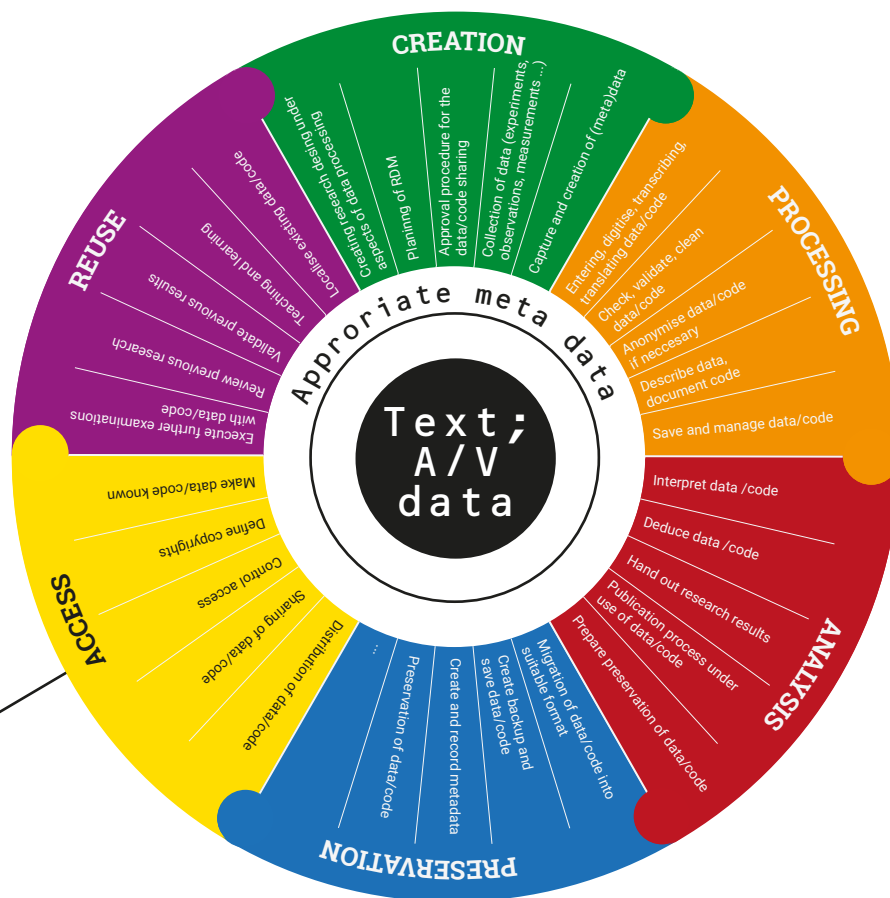 CREATION
Creating research desing under
aspects of data processing
Planning of RDM
Approval procedure for the
data/code sharing
Collection of data (experiments,
observations, measurements ...)
Capture and creation of (meta)data
PROCESSING
Entering, digitise, transcribing,
translating data/code
Check, validate, clean
data/code
Anonymise data/code
if neccesary
Describe data,
document code
Save and manage data/code
ANALYSIS
Interpret data /code
Deduce data /code
Hand out research results
Publication process under
use of data/code
Prepare preservation of data/code
PRESERVATION
Migration of data/code into
suitable format
Create backup and
save data/code
Create and record metadata
Preservation of data/code
...
ACCESS
Distribution of data/code
Sharing of data/code
Control access
Define copyrights
Make data/code known
REUSE
Execute further examinations
with data/code
Review previous research
Validate previous results
Teaching and learning
Localise existing data/code
Approriate meta data
Text;
A/V
data